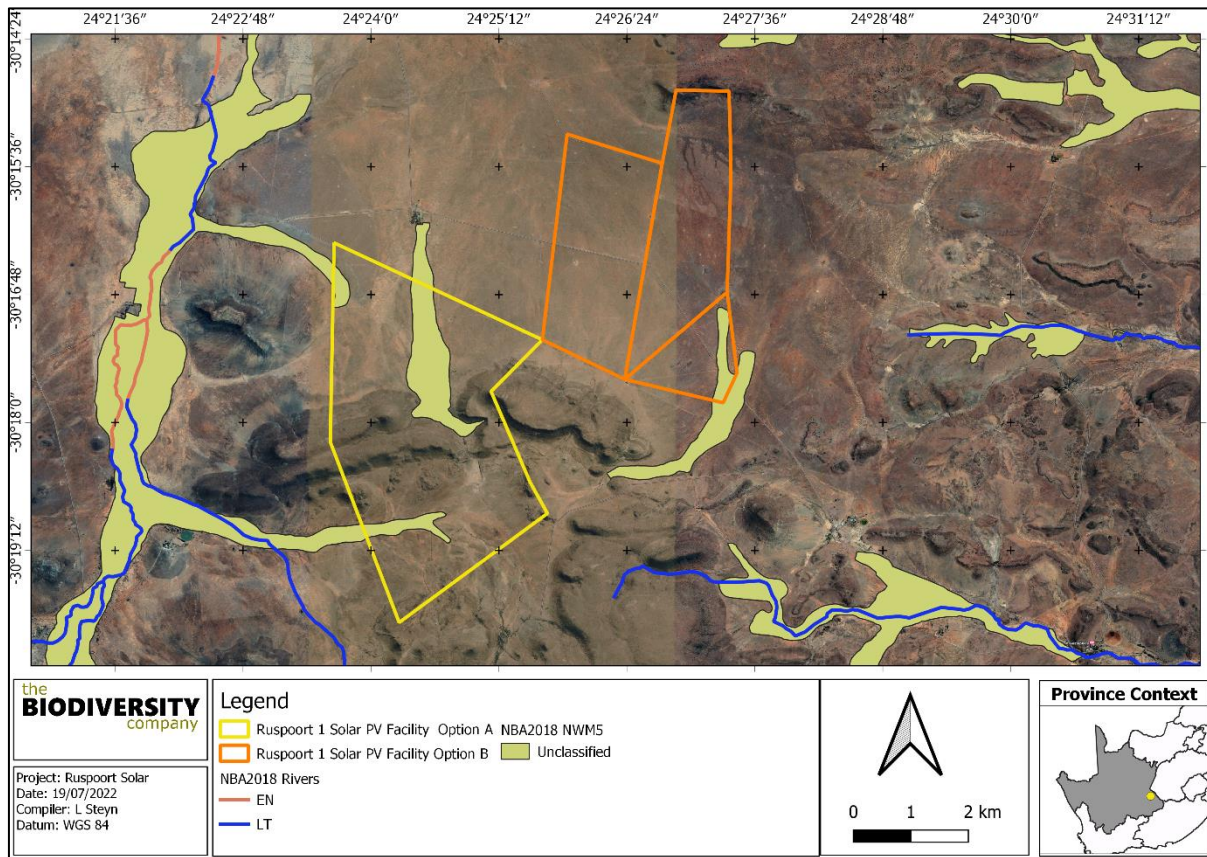 24°21'36" 24°22'48" 24°24'0" 24°25'12" 24°26'24" 24°27'36" 24°28'48" 24°30'0" 24°31'12"
-30°14'24"
-30°15'36"
-30°16'48"
-30°18'0"
-30°19'12"
the
BIODIVERSITY
company
Project: Ruspoort Solar
Date: 19/07/2022
Compiler: L Steyn
Datum: WGS 84
Legend
Ruspoort 1 Solar PV Facility Option A
Ruspoort 1 Solar PV Facility Option B
NBA2018 Rivers
EN
LT
NBA2018 NWM5
Unclassified
0 1 2 km
Province Context